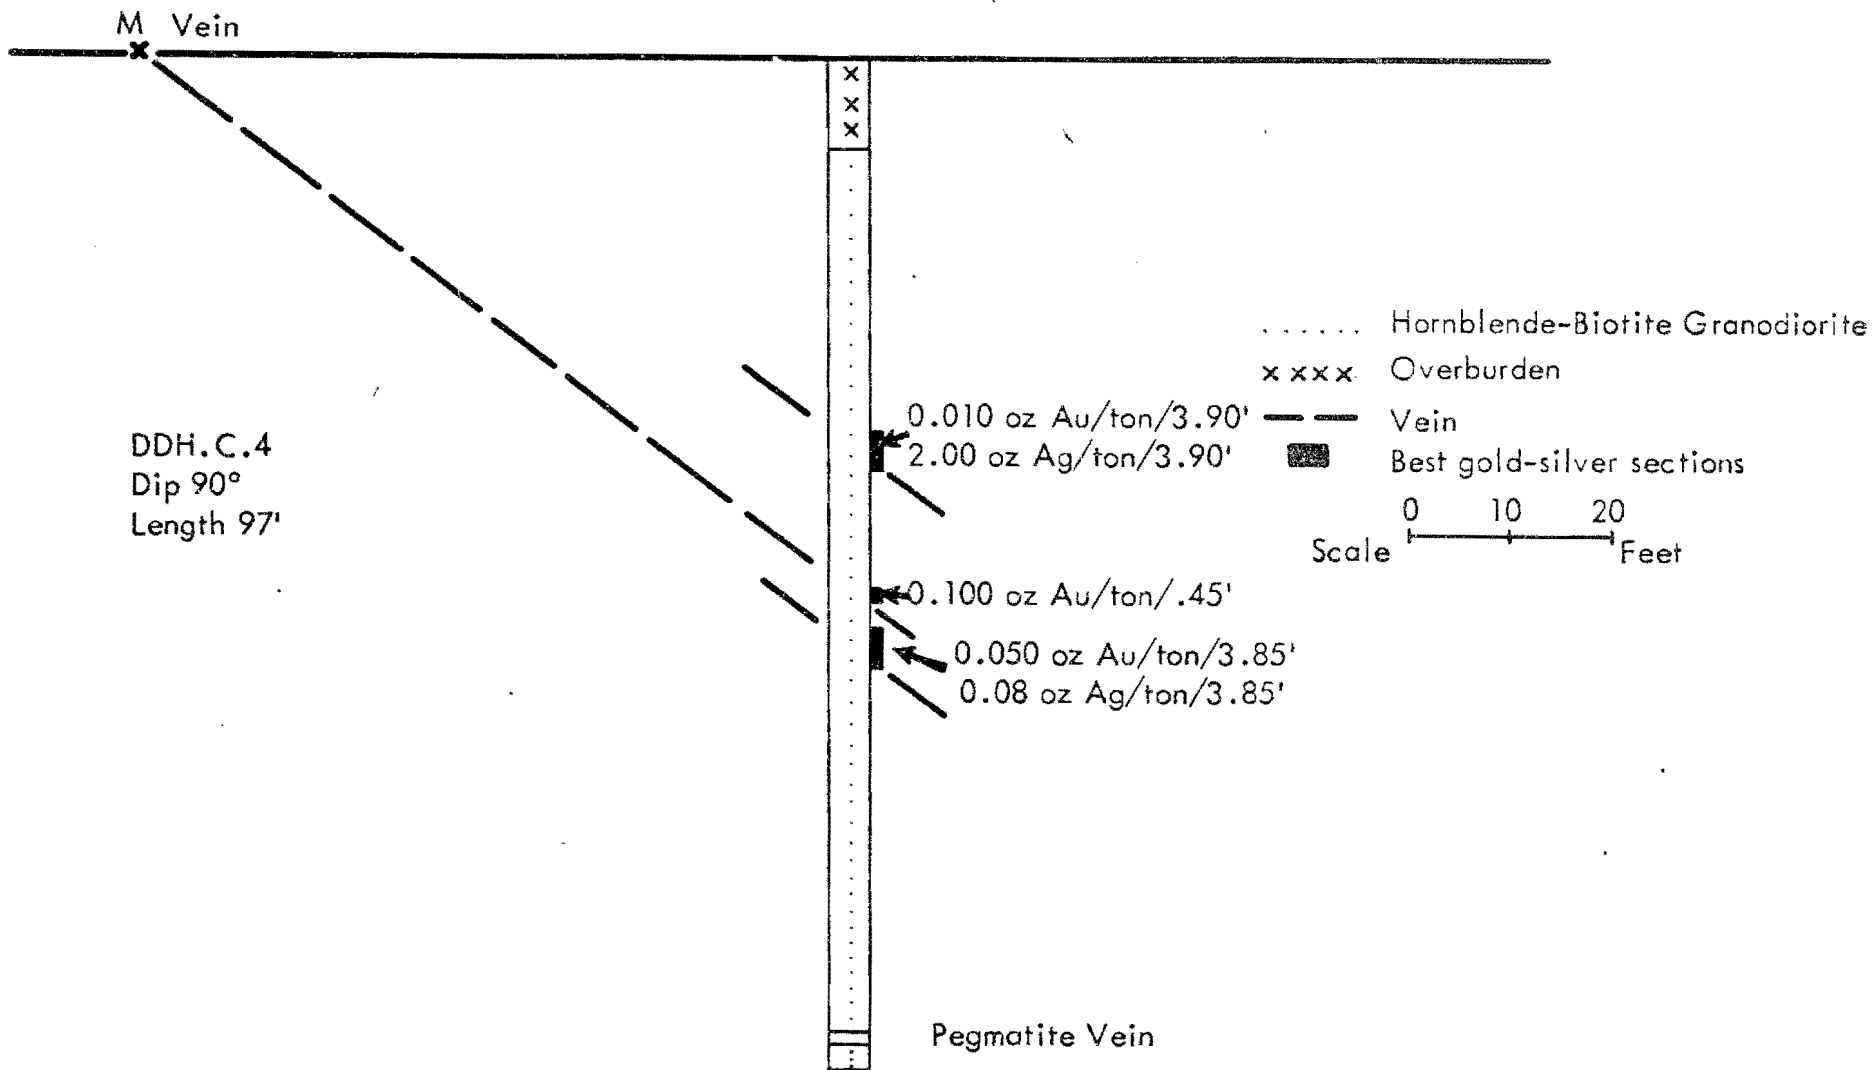 M Vein
x
x
x
x
...... Hornblende-Biotite Granodiorite
x xxx Overburden
Vein
Best gold-silver sections
0 10 20
Scale Feet
DDH.C.4
Dip 90°
Length 97'
0.010 oz Au/ton/3.90'
2.00 oz Ag/ton/3.90'
0.100 oz Au/ton/.45'
0.050 oz Au/ton/3.85'
0.08 oz Ag/ton/3.85'
Pegmatite Vein